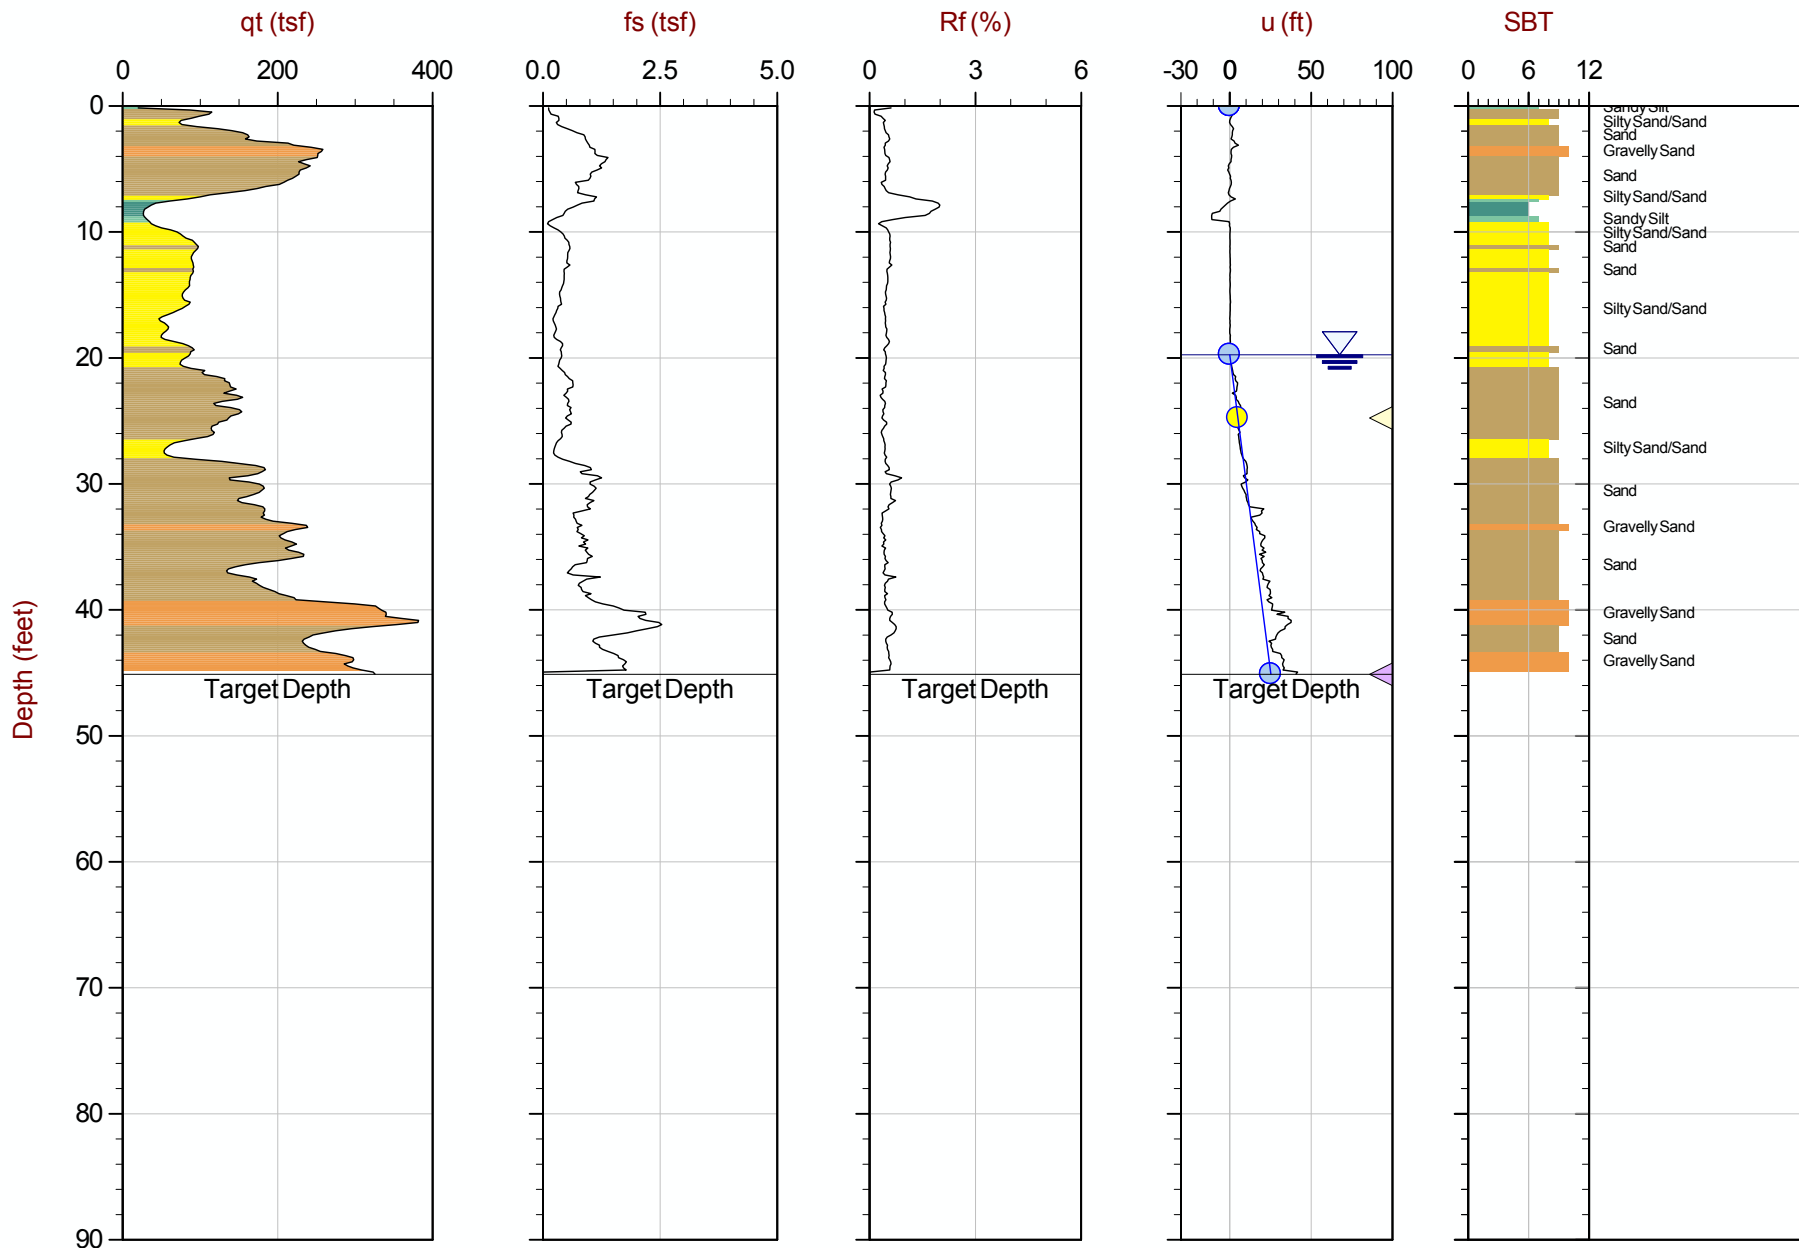 qt (tsf) fs (tsf) Rf (%) u (ft) SBT
0 200 400 0.0 2.5 5.0 0 3 6 -30 0 50 100 0 6 12
0
Sandy Silt
Silty Sand/Sand
Sand
Gravelly Sand
Sand
Silty Sand/Sand
Sandy Silt
10
Silty Sand/Sand
Sand
Sand
Silty Sand/Sand
Sand
20
Sand
Silty Sand/Sand
30
Sand
Gravelly Sand
Sand
40
Gravelly Sand
Sand
Gravelly Sand
Target Depth Target Depth Target Depth Target Depth
Depth (feet)
50
60
70
80
90